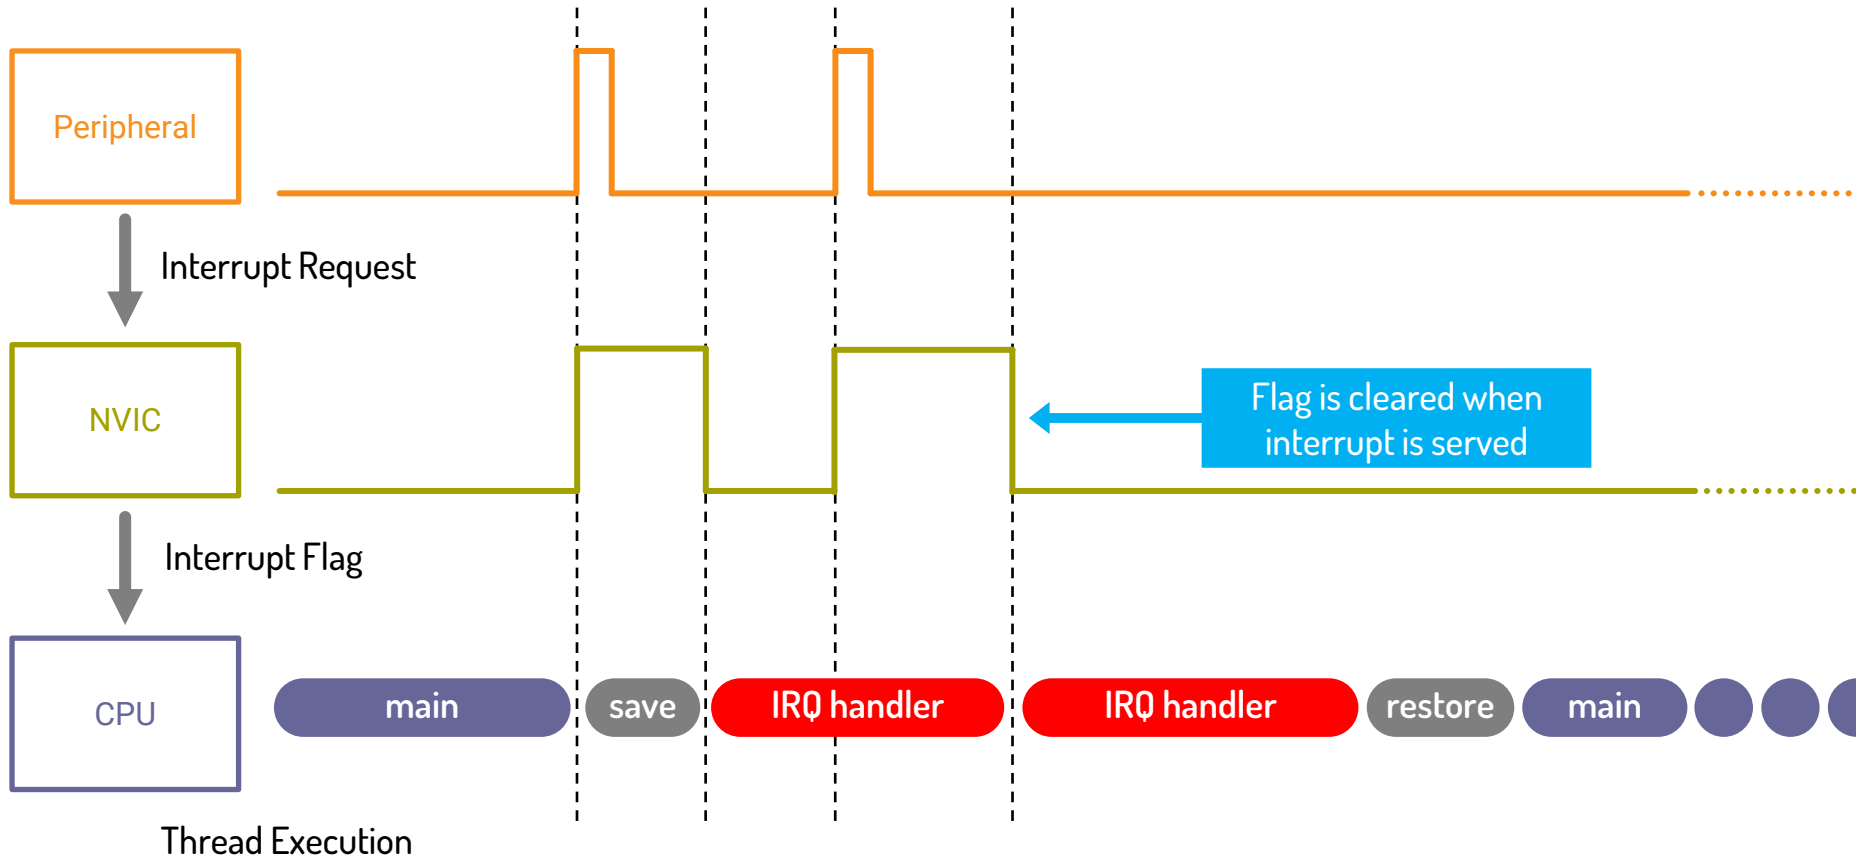 Peripheral
Interrupt Request
NVIC
Flag is cleared when
interrupt is served
Interrupt Flag
CPU
main
save
IRQ handler
IRQ handler
restore
main
Thread Execution